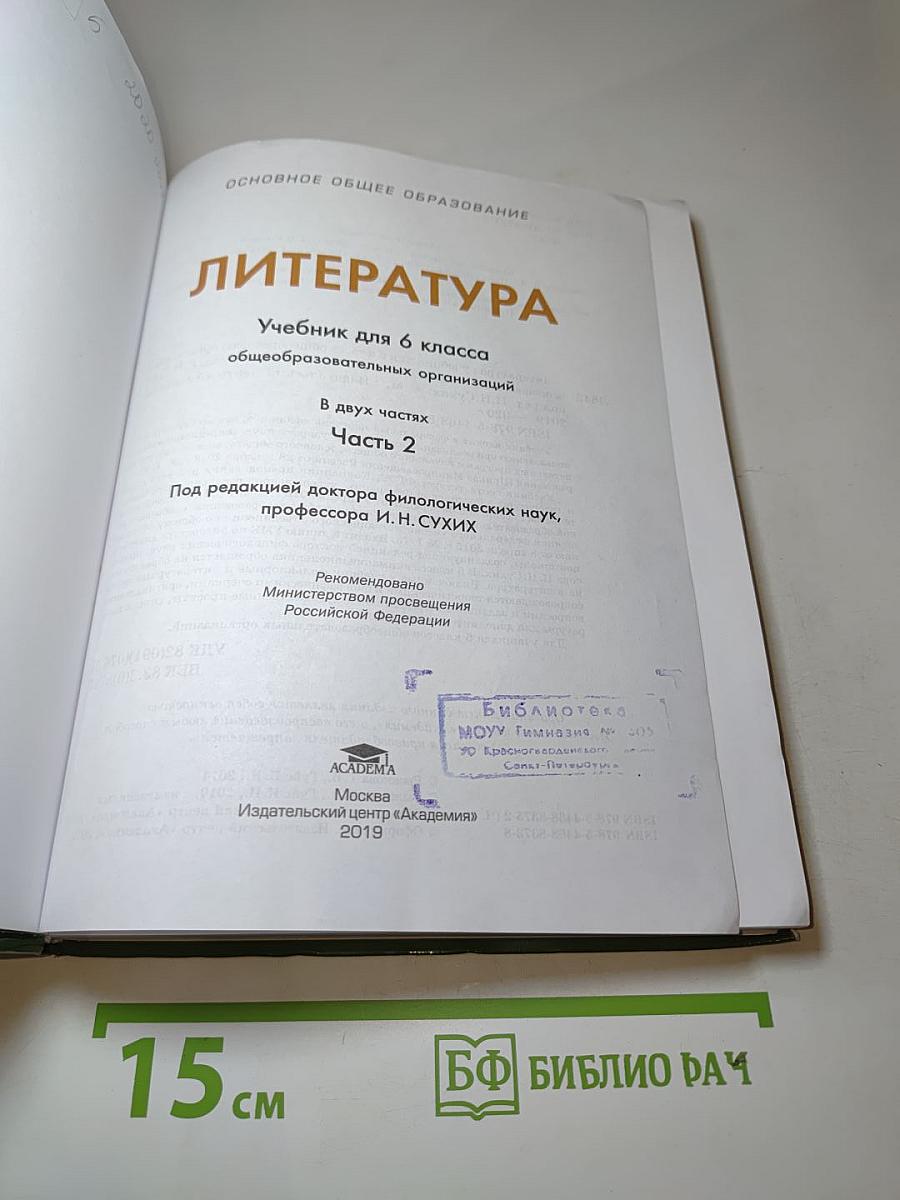 ОСНОВНОЕ ОБЩЕЕ ОБРАЗОВАНИЕ
ЛИТЕРАТУРА
Учебник для 6 класса
общеобразовательных организаций
В двух частях
Часть 2
Под редакцией доктора филологических наук,
профессора И. Н. СУХИХ
Рекомендовано
Министерством просвещения
Российской Федерации
Библиотека
МОУУ Гимназия №
Санкт-Петербурга
ACADEMA
Москва
Издательский центр «Академия»
2019
15 см
БФ БИБЛИО